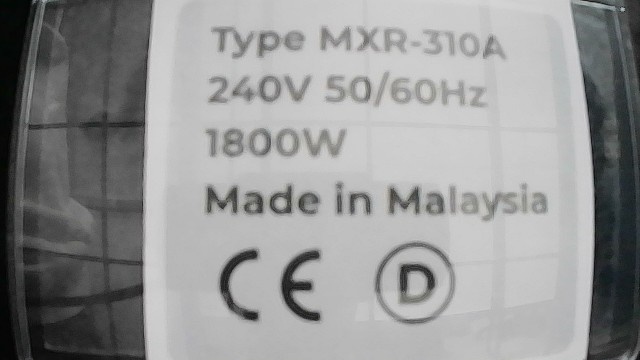 Type MXR-310A
240V 50/60Hz
1800W
Made in Malaysia
CE D